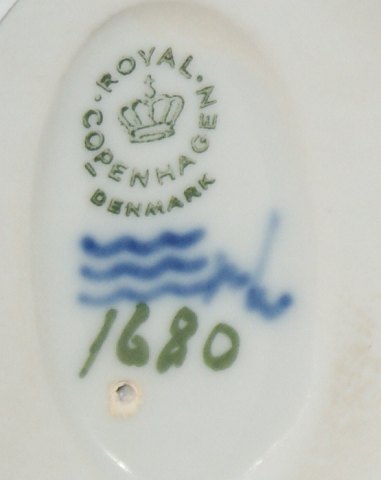 ROYAL
COPENHAGEN
DENMARK
1680